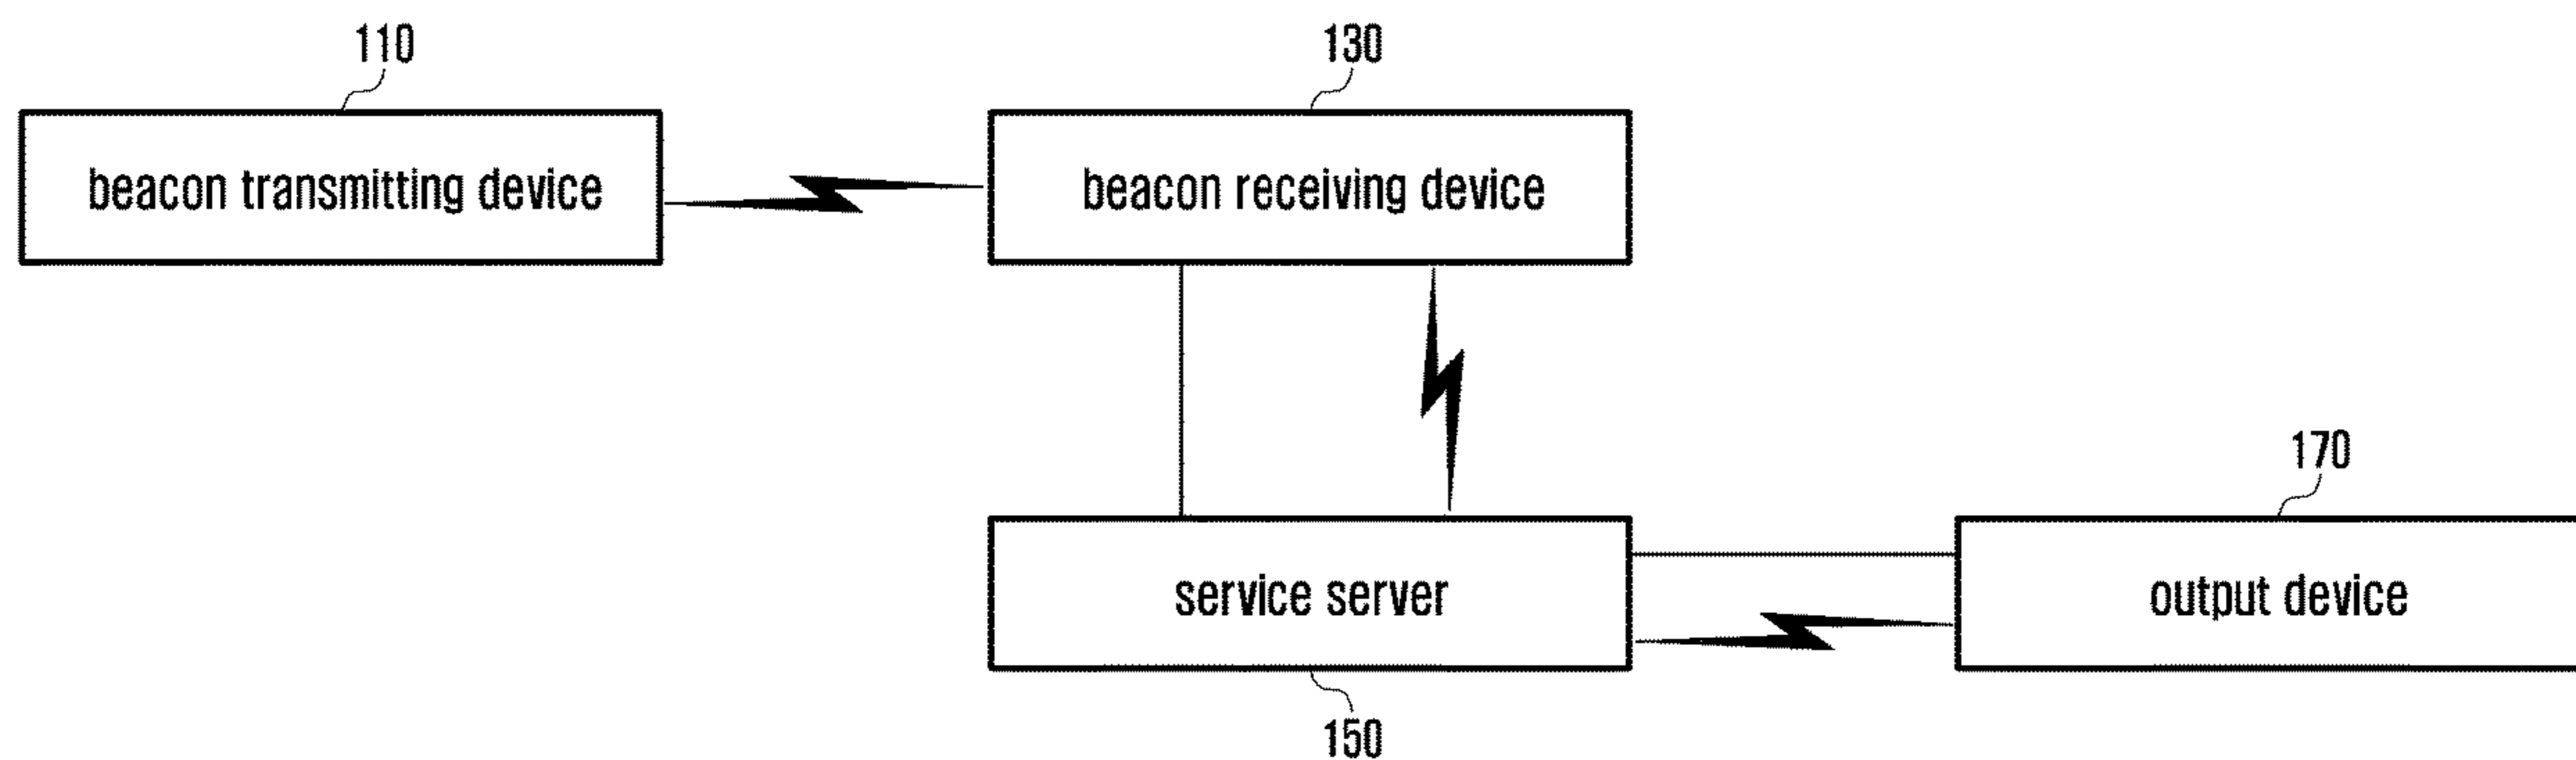 110
130
beacon transmitting device
beacon receiving device
170
service server
output device
150